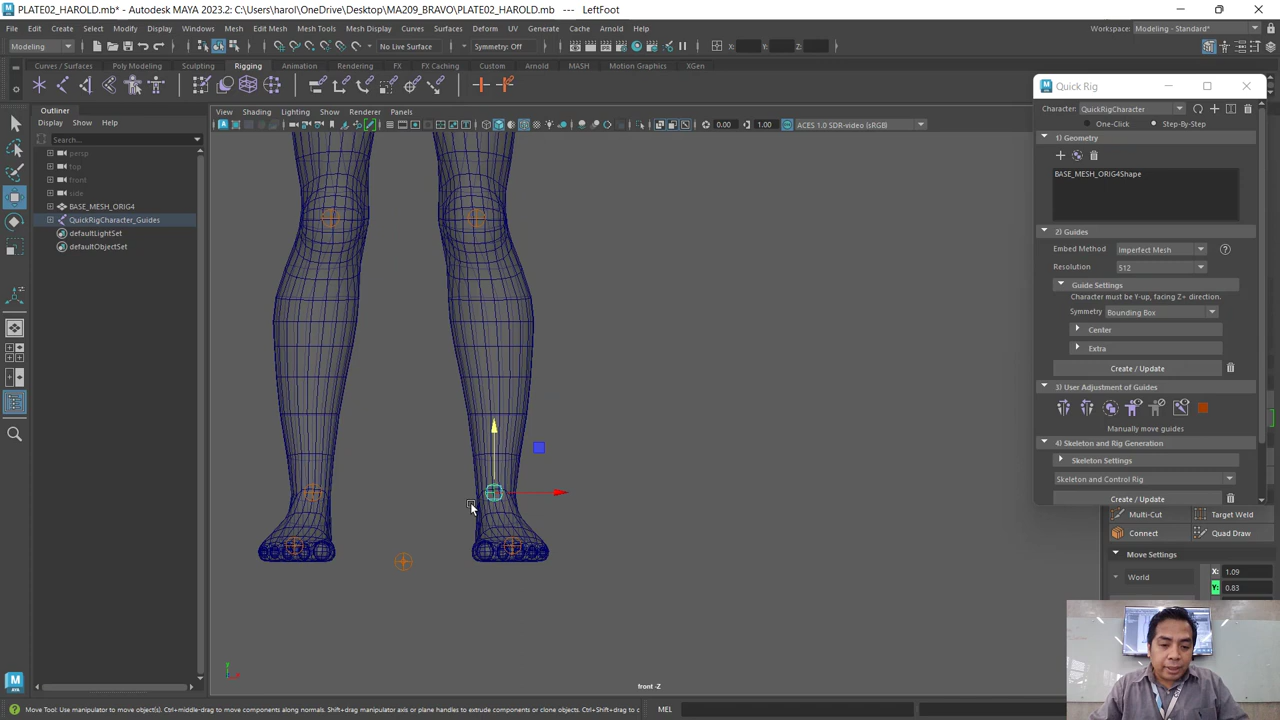 PLATE02_HAROLD.mb* - Autodesk MAYA 2023.2: C:\Users\harol\OneDrive\Desktop\MA209_BRAVO\PLATE02_HAROLD.mb --- LeftFoot
File Edit Create Select Modify Display Windows Mesh Edit Mesh Mesh Tools Mesh Display Curves Surfaces Deform UV Generate Cache Arnold Help
Workspace: Modeling - Standard*
Modeling
No Live Surface
Symmetry: Off
X:
Y:
Z:
Curves / Surfaces Poly Modeling Sculpting Rigging Animation Rendering FX FX Caching Custom Arnold MASH Motion Graphics XGen
Outliner
Display Show Help
Search...
persp
top
front
side
BASE_MESH_ORIG4
QuickRigCharacter_Guides
defaultLightSet
defaultObjectSet
View Shading Lighting Show Renderer Panels
0.00
1.00
ACES 1.0 SDR-video (sRGB)
front -Z
Quick Rig
Character: QuickRigCharacter
One-Click Step-By-Step
1) Geometry
BASE_MESH_ORIG4Shape
2) Guides
Embed Method Imperfect Mesh
Resolution 512
Guide Settings
Character must be Y-up, facing Z+ direction.
Symmetry Bounding Box
Center
Extra
Create / Update
3) User Adjustment of Guides
Manually move guides
4) Skeleton and Rig Generation
Skeleton Settings
Skeleton and Control Rig
Create / Update
Multi-Cut Target Weld
Connect Quad Draw
Move Settings
World
X: 1.09
Y: 0.83
Move Tool: Use manipulator to move object(s). Ctrl+middle-drag to move components along normals. Shift+drag manipulator axis or plane handles to extrude components or clone objects. Ctrl+Shift+drag to c
MEL